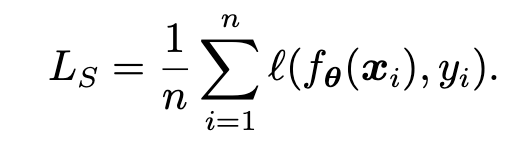 $L_S = \frac{1}{n} \sum_{i=1}^{n} \ell(f_{\boldsymbol{\theta}}(\boldsymbol{x}_i), y_i).$